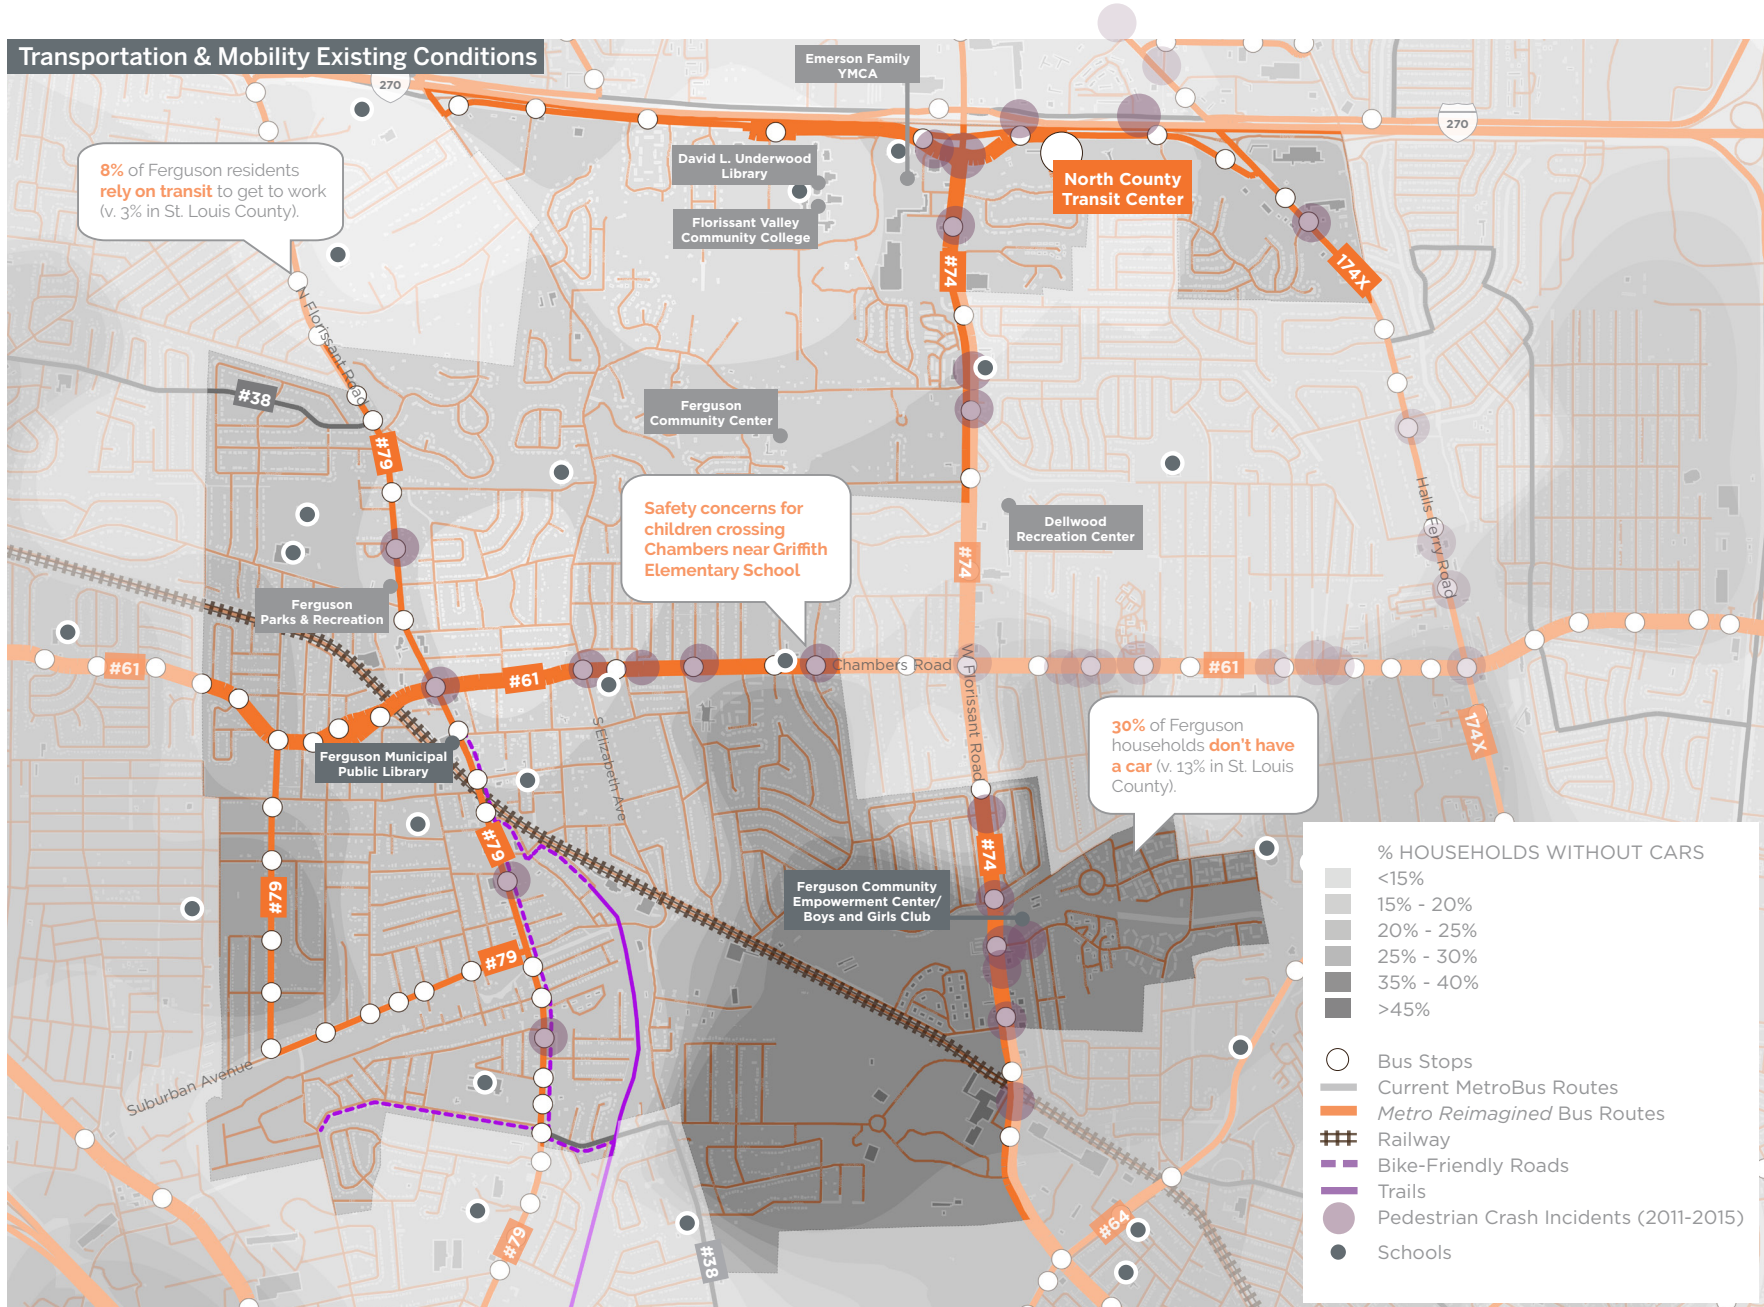 Transportation & Mobility Existing Conditions
Emerson Family
YMCA
270
270
8% of Ferguson residents
rely on transit to get to work
(v. 3% in St. Louis County).
David L. Underwood
Library
Florissant Valley
Community College
North County
Transit Center
#74
174X
N Florissant Road
#38
#79
Ferguson
Community Center
Safety concerns for
children crossing
Chambers near Griffith
Elementary School
Dellwood
Recreation Center
#74
Halls Ferry Road
Ferguson
Parks & Recreation
#61
#61
Chambers Road
#61
W Florissant Road
S Elizabeth Ave
Ferguson Municipal
Public Library
30% of Ferguson
households don't have
a car (v. 13% in St. Louis
County).
174X
#79
#74
#79
Ferguson Community
Empowerment Center/
Boys and Girls Club
#79
Suburban Avenue
#79
#38
#64
% HOUSEHOLDS WITHOUT CARS
<15%
15% - 20%
20% - 25%
25% - 30%
35% - 40%
>45%
Bus Stops
Current MetroBus Routes
Metro Reimagined Bus Routes
Railway
Bike-Friendly Roads
Trails
Pedestrian Crash Incidents (2011-2015)
Schools